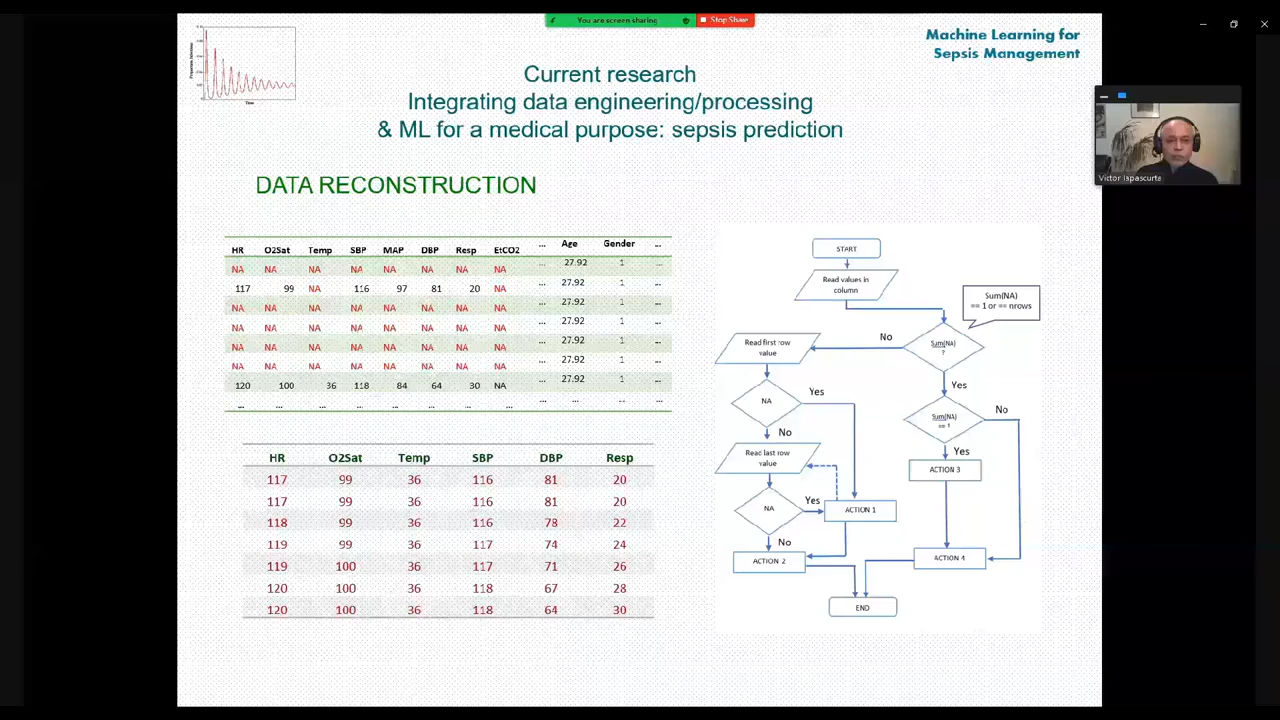 You are screen sharing
Stop Share
Machine Learning for
Sepsis Management
Time
Current research
Integrating data engineering/processing
& ML for a medical purpose: sepsis prediction
Victor Iapascurta
DATA RECONSTRUCTION
HR O2Sat Temp SBP MAP DBP Resp EtCO2 ... Age Gender ...
NA NA NA NA NA NA NA NA ... 27.92 1 ...
117 99 NA 116 97 81 20 NA ... 27.92 1 ...
NA NA NA NA NA NA NA NA ... 27.92 1 ...
NA NA NA NA NA NA NA NA ... 27.92 1 ...
NA NA NA NA NA NA NA NA ... 27.92 1 ...
NA NA NA NA NA NA NA NA ... 27.92 1 ...
120 100 36 118 84 64 30 NA ... 27.92 1 ...
... ... ... ... ... ... ... ... ... ... ... ...
HR O2Sat Temp SBP DBP Resp
117 99 36 116 81 20
117 99 36 116 81 20
118 99 36 116 78 22
119 99 36 117 74 24
119 100 36 117 71 26
120 100 36 118 67 28
120 100 36 118 64 30
START
Read values in
column
Sum(NA)
== 1 or == nrows
Sum(NA)
?
No
Read first row
value
Yes
NA
Yes
Sum(NA)
== 1
No
No
Yes
Read last row
value
ACTION 3
NA
Yes
ACTION 1
No
ACTION 2
ACTION 4
END